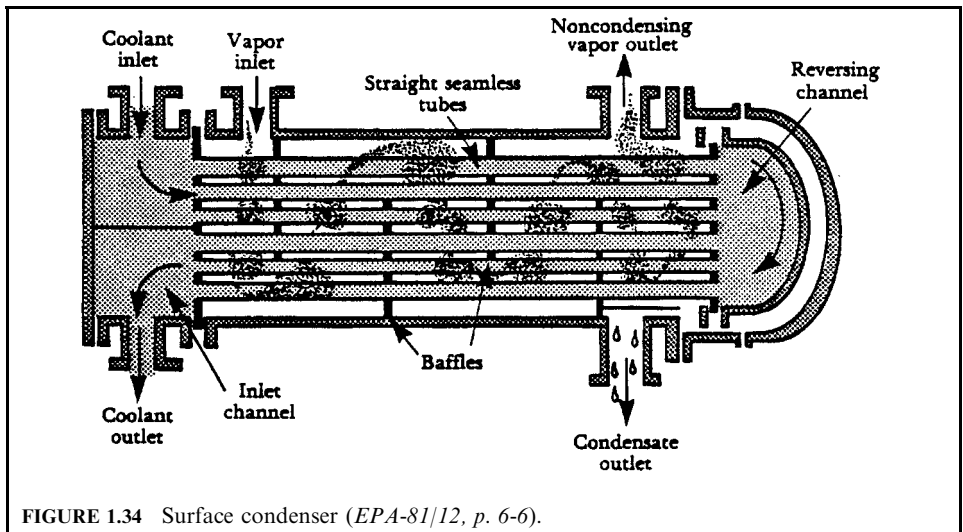 Coolant
inlet
Vapor
inlet
Straight seamless
tubes
Noncondensing
vapor outlet
Reversing
channel
Baffles
Inlet
channel
Coolant
outlet
Condensate
outlet
FIGURE 1.34 Surface condenser (EPA-81/12, p. 6-6).